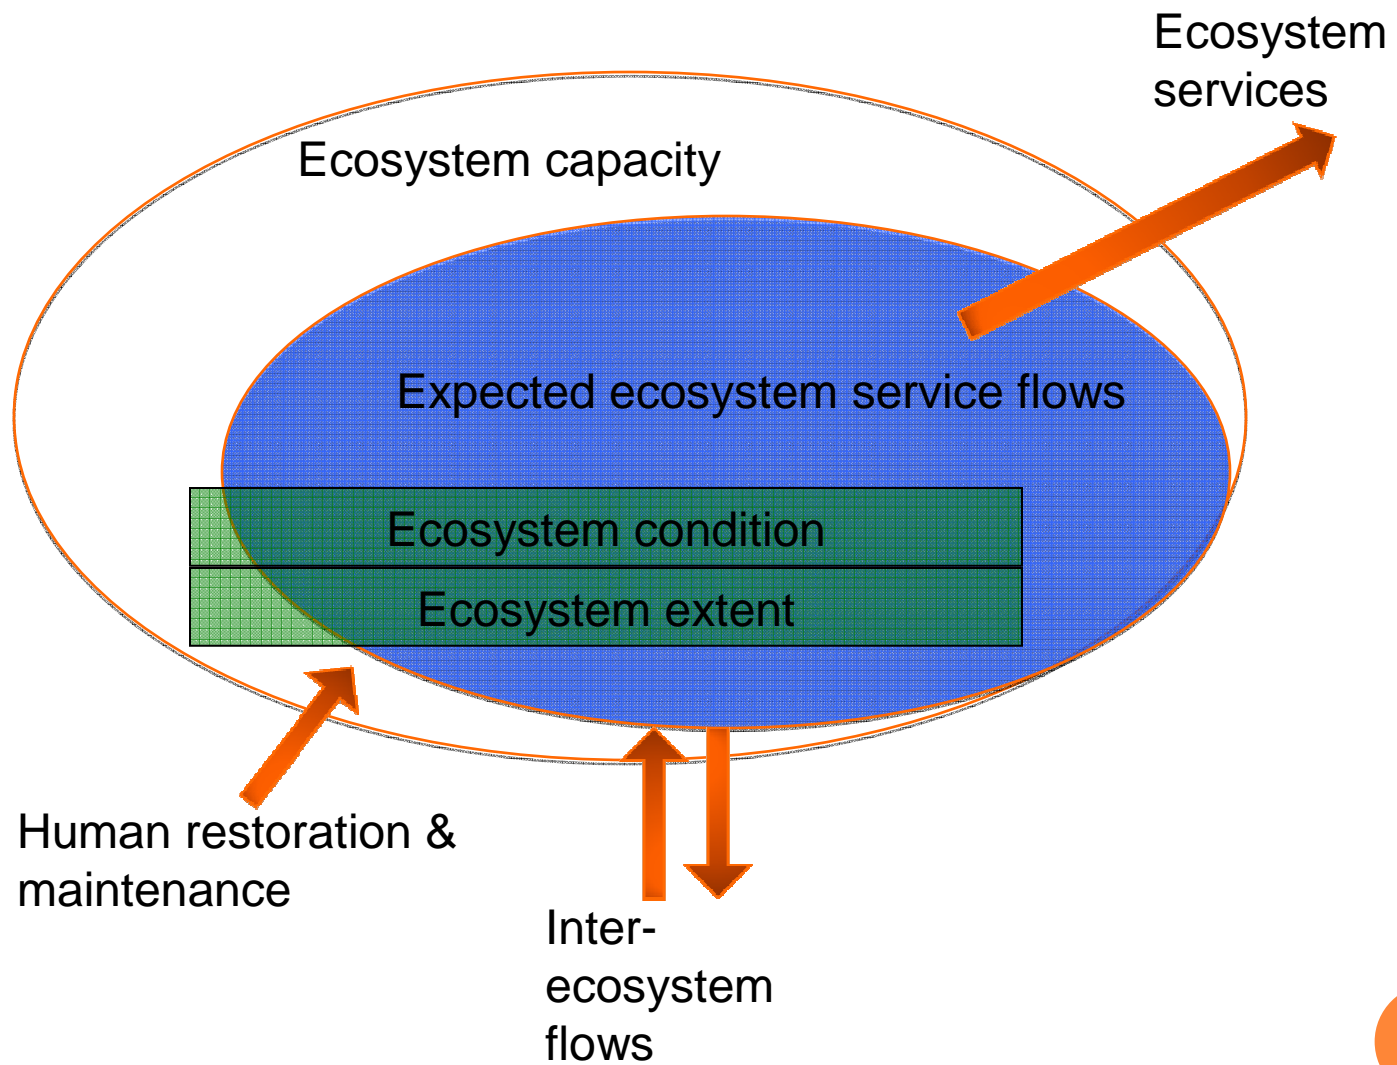 Ecosystem
services
Ecosystem capacity
Expected ecosystem service flows
Ecosystem condition
Ecosystem extent
Human restoration &
maintenance
Inter-
ecosystem
flows